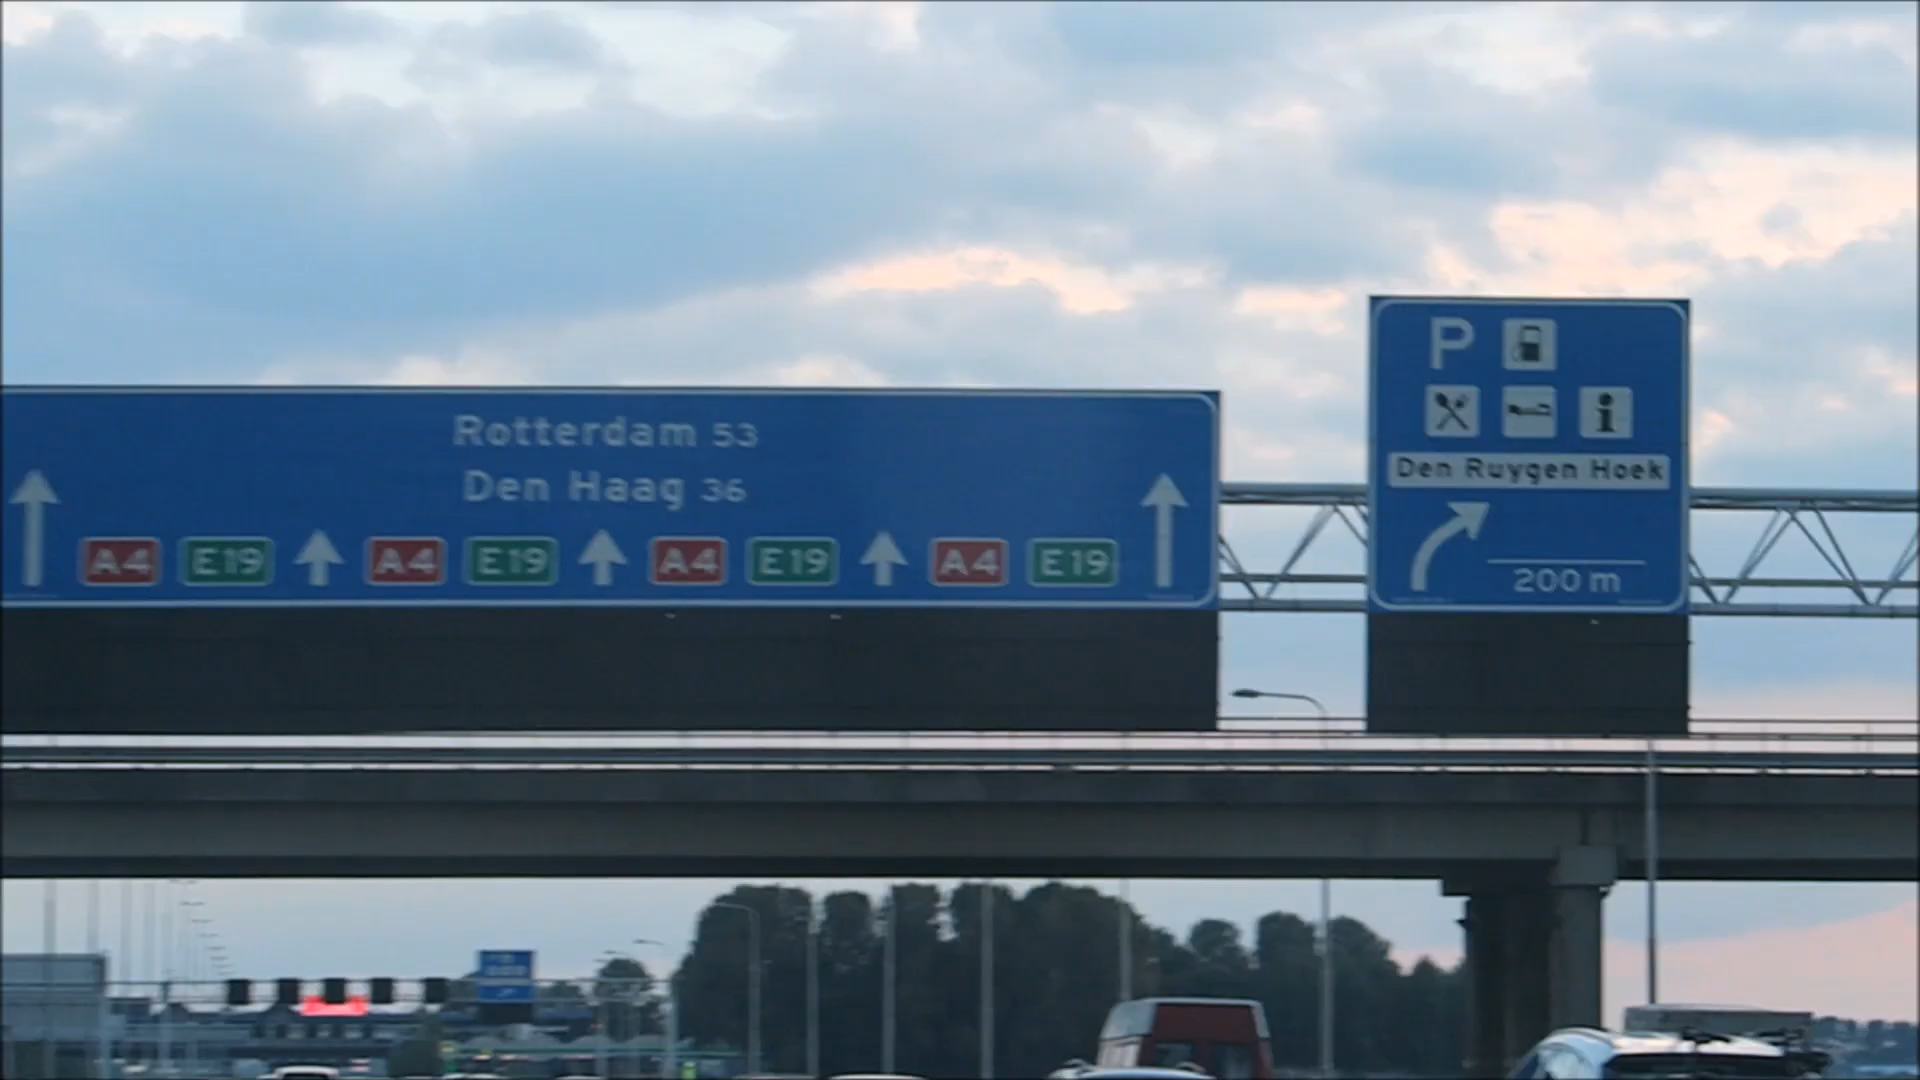 Rotterdam 53
Den Haag 36
A4 E19 A4 E19 A4 E19 A4 E19
P
i
Den Ruygen Hoek
200 m